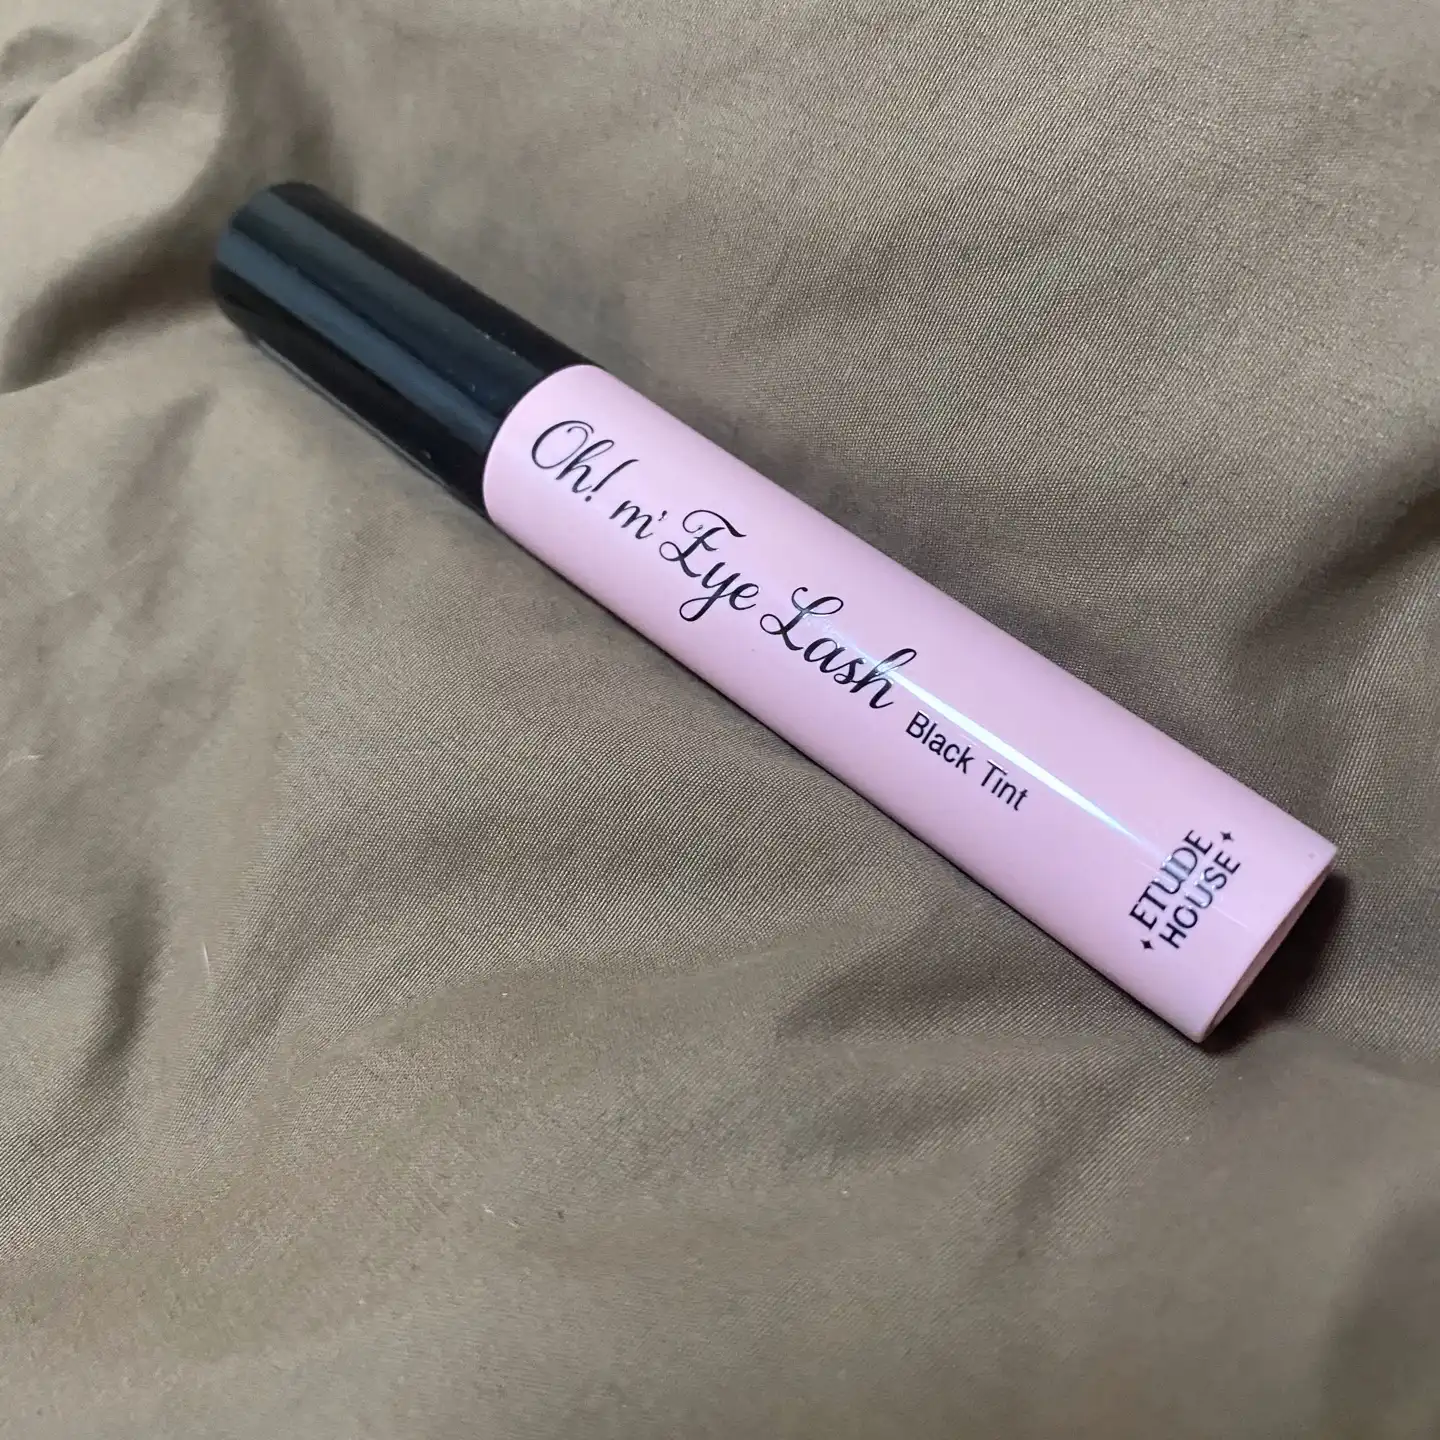 Oh! m' Eye Lash
Black Tint
ETUDE
HOUSE